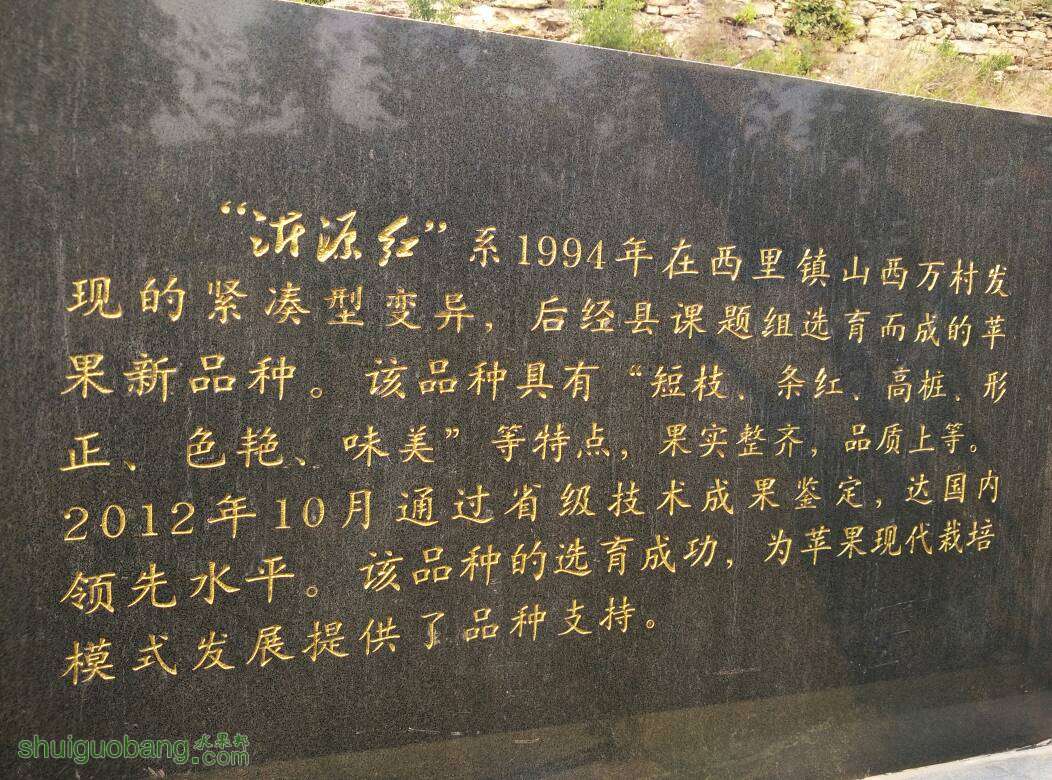 “沂源红”系1994年在西里镇山西万村发
现的紧凑型变异，后经县课题组选育而成的苹
果新品种。该品种具有“短枝、条红、高桩、形
正、色艳、味美”等特点，果实整齐，品质上等。
2012年10月通过省级技术成果鉴定，达国内
领先水平。该品种的选育成功，为苹果现代栽培
模式发展提供了品种支持。
shuiguobang.com
水果邦